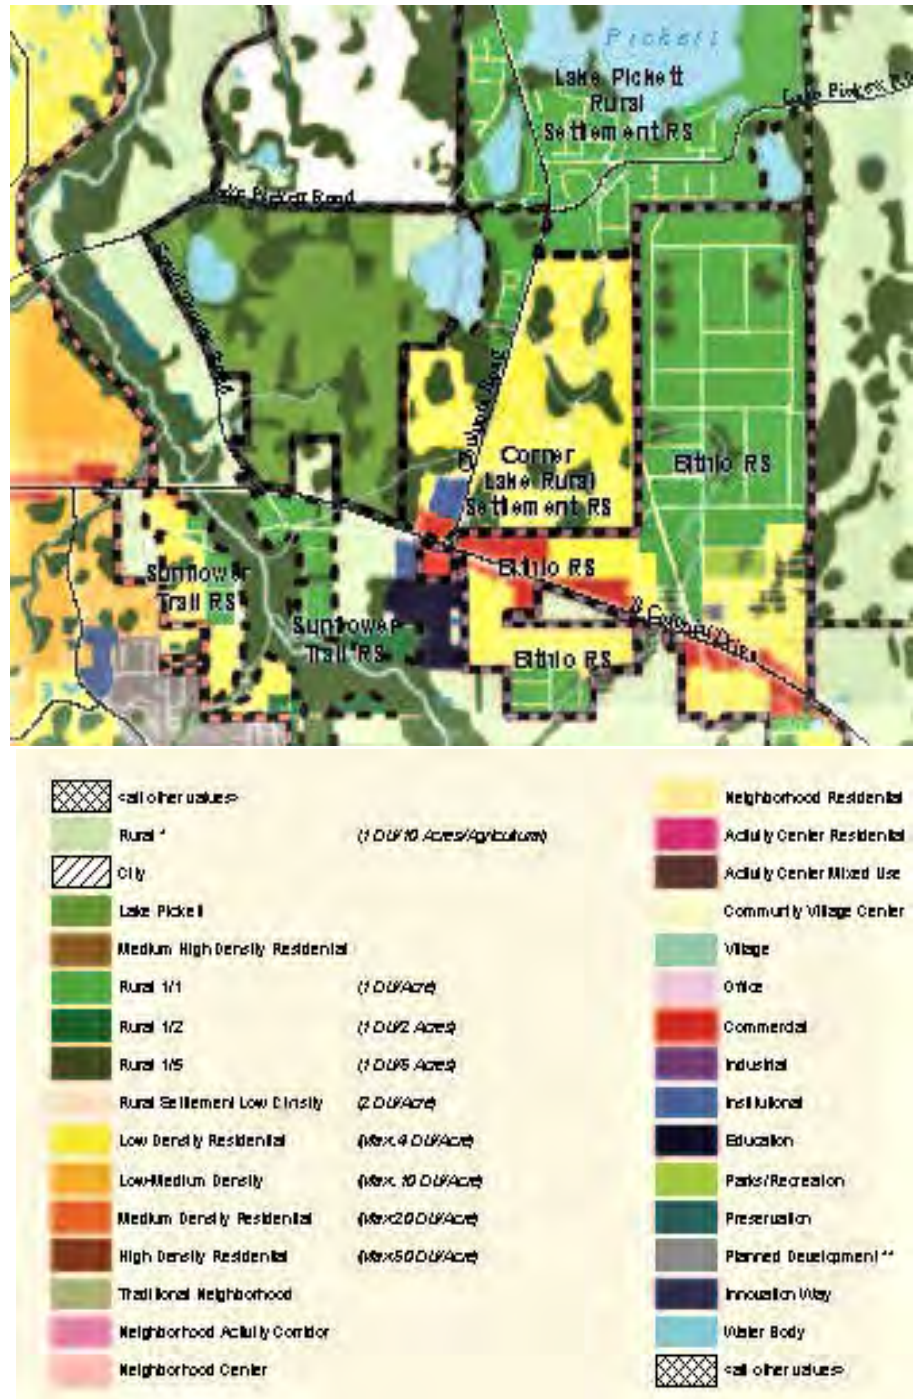 Pickett
Lake Pickett
Rural
Settlement RS
Lake Pickett Rd
Lake Pickett Road
Corner
Lake Rural
Settlement RS
Bithlo RS
Bithlo RS
Bithlo RS
Sunflower
Trail RS
Sunflower
Trail RS
E Colonial Drive
<all other values>
Rural * (1 DU/10 Acres/Agricultural)
City
Lake Pickett
Medium High Density Residential
Rural 1/1 (1 DU/Acre)
Rural 1/2 (1 DU/2 Acres)
Rural 1/5 (1 DU/5 Acres)
Rural Settlement Low Density (2 DU/Acre)
Low Density Residential (Max. 4 DU/Acre)
Low-Medium Density (Max. 10 DU/Acre)
Medium Density Residential (Max 20 DU/Acre)
High Density Residential (Max 50 DU/Acre)
Traditional Neighborhood
Neighborhood Activity Corridor
Neighborhood Center
Neighborhood Residential
Activity Center Residential
Activity Center Mixed Use
Community Village Center
Village
Office
Commercial
Industrial
Institutional
Education
Parks/Recreation
Preservation
Planned Development **
Innovation Way
Water Body
<all other values>